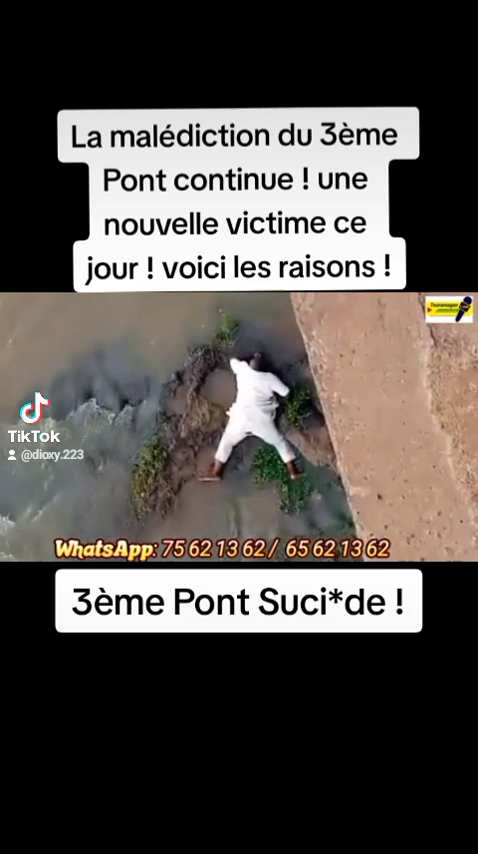 La malédiction du 3ème
Pont continue ! une
nouvelle victime ce
jour ! voici les raisons !
TikTok
@dioxy.223
WhatsApp: 75 62 13 62 / 65 62 13 62
3ème Pont Suci*de !